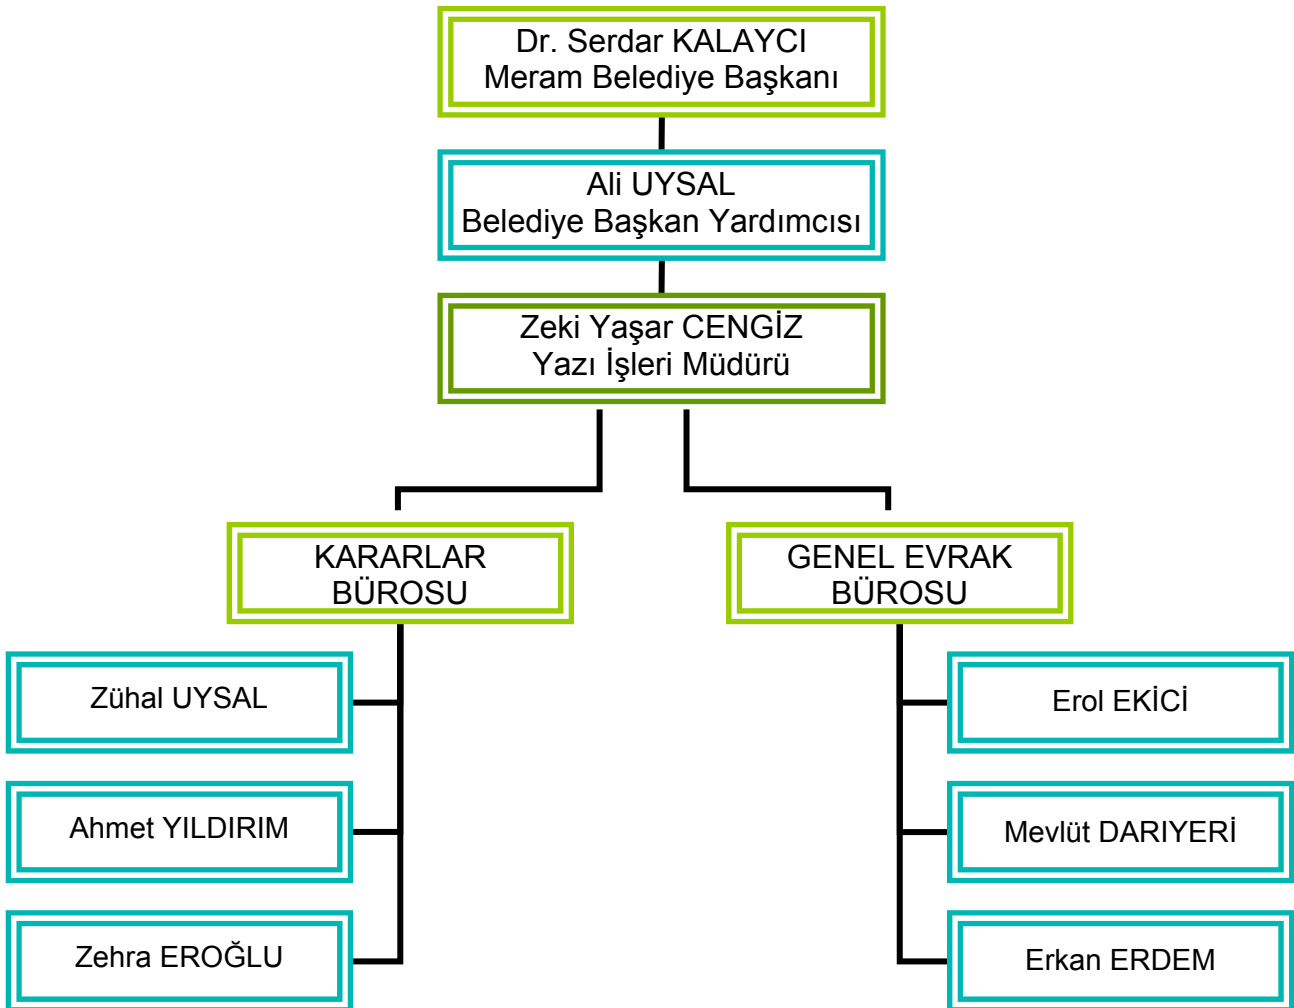 Dr. Serdar KALAYCI
Meram Belediye Başkanı
Ali UYSAL
Belediye Başkan Yardımcısı
Zeki Yaşar CENGİZ
Yazı İşleri Müdürü
KARARLAR
BÜROSU
GENEL EVRAK
BÜROSU
Zühal UYSAL
Ahmet YILDIRIM
Zehra EROĞLU
Erol EKİCİ
Mevlüt DARIYERİ
Erkan ERDEM